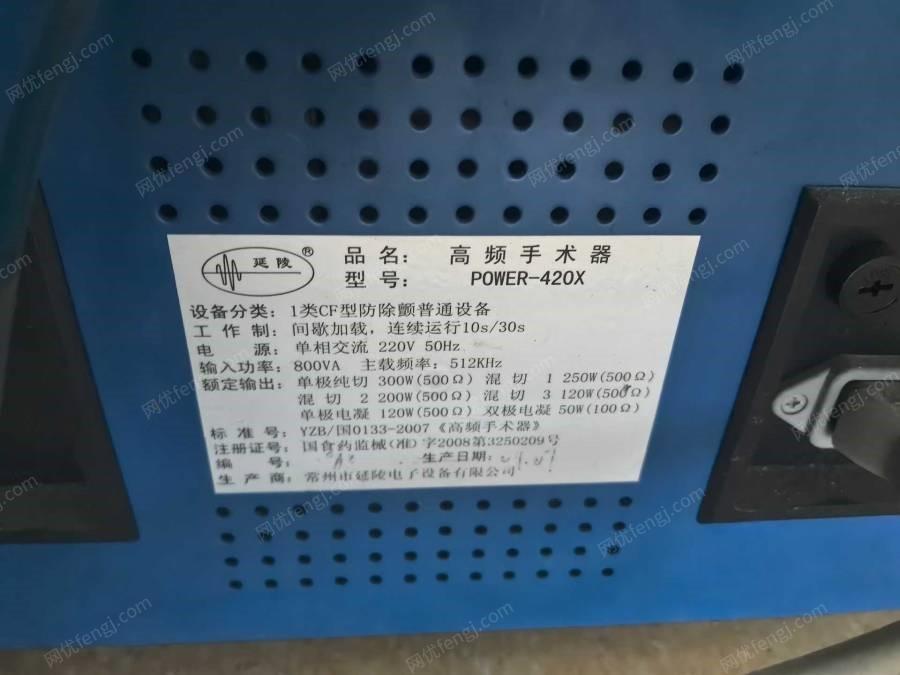 延陵®
品名： 高频手术器
型号： POWER-420X
设备分类：1类CF型防除颤普通设备
工作制：间歇加载，连续运行10s/30s
电源：单相交流 220V 50Hz
输入功率：800VA 主载频率：512KHz
额定输出：单极纯切 300W(500Ω) 混切 1 250W(500Ω)
混切 2 200W(500Ω) 混切 3 120W(500Ω)
单极电凝 120W(500Ω) 双极电凝 50W(100Ω)
标准号：YZB/国0133-2007《高频手术器》
注册证号：国食药监械(准)字2008第3250209号
编号： 生产日期：
生产商：常州市延陵电子设备有限公司
网优fengj.com